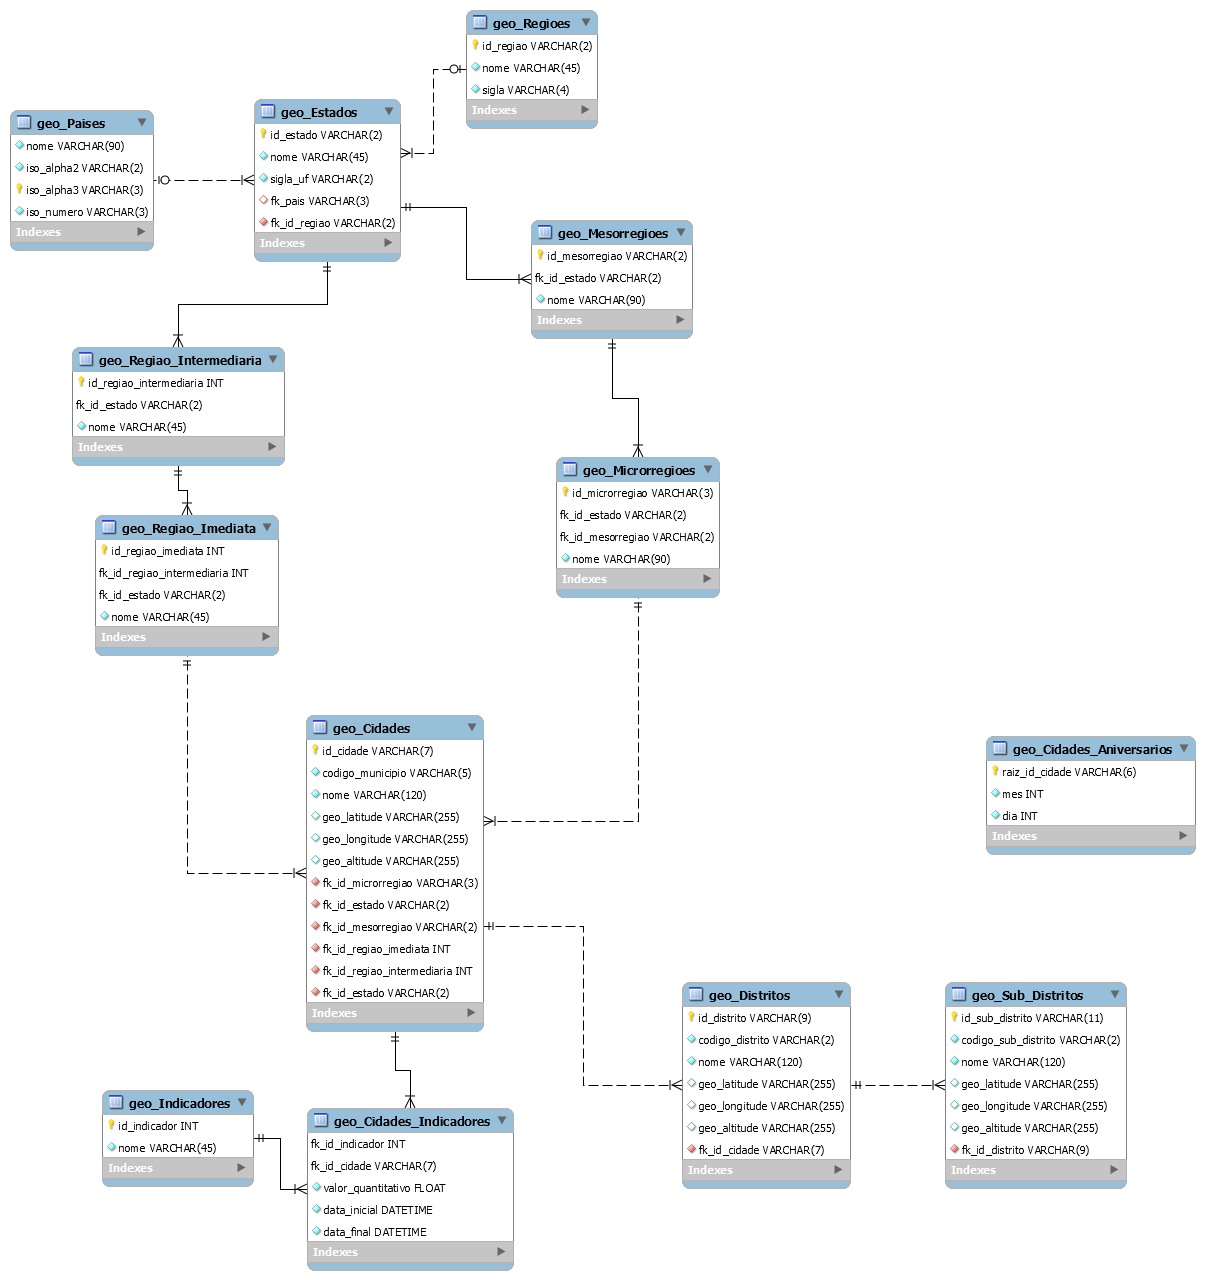 geo_Regioes
id_regiao VARCHAR(2)
nome VARCHAR(45)
sigla VARCHAR(4)
Indexes
geo_Paises
nome VARCHAR(90)
iso_alpha2 VARCHAR(2)
iso_alpha3 VARCHAR(3)
iso_numero VARCHAR(3)
Indexes
geo_Estados
id_estado VARCHAR(2)
nome VARCHAR(45)
sigla_uf VARCHAR(2)
fk_pais VARCHAR(3)
fk_id_regiao VARCHAR(2)
Indexes
geo_Mesorregioes
id_mesorregiao VARCHAR(2)
fk_id_estado VARCHAR(2)
nome VARCHAR(90)
Indexes
geo_Regiao_Intermediaria
id_regiao_intermediaria INT
fk_id_estado VARCHAR(2)
nome VARCHAR(45)
Indexes
geo_Microrregioes
id_microrregiao VARCHAR(3)
fk_id_estado VARCHAR(2)
fk_id_mesorregiao VARCHAR(2)
nome VARCHAR(90)
Indexes
geo_Regiao_Imediata
id_regiao_imediata INT
fk_id_regiao_intermediaria INT
fk_id_estado VARCHAR(2)
nome VARCHAR(45)
Indexes
geo_Cidades
id_cidade VARCHAR(7)
codigo_municipio VARCHAR(5)
nome VARCHAR(120)
geo_latitude VARCHAR(255)
geo_longitude VARCHAR(255)
geo_altitude VARCHAR(255)
fk_id_microrregiao VARCHAR(3)
fk_id_estado VARCHAR(2)
fk_id_mesorregiao VARCHAR(2)
fk_id_regiao_imediata INT
fk_id_regiao_intermediaria INT
fk_id_estado VARCHAR(2)
Indexes
geo_Cidades_Aniversarios
raiz_id_cidade VARCHAR(6)
mes INT
dia INT
Indexes
geo_Distritos
id_distrito VARCHAR(9)
codigo_distrito VARCHAR(2)
nome VARCHAR(120)
geo_latitude VARCHAR(255)
geo_longitude VARCHAR(255)
geo_altitude VARCHAR(255)
fk_id_cidade VARCHAR(7)
Indexes
geo_Sub_Distritos
id_sub_distrito VARCHAR(11)
codigo_sub_distrito VARCHAR(2)
nome VARCHAR(120)
geo_latitude VARCHAR(255)
geo_longitude VARCHAR(255)
geo_altitude VARCHAR(255)
fk_id_distrito VARCHAR(9)
Indexes
geo_Indicadores
id_indicador INT
nome VARCHAR(45)
Indexes
geo_Cidades_Indicadores
fk_id_indicador INT
fk_id_cidade VARCHAR(7)
valor_quantitativo FLOAT
data_inicial DATETIME
data_final DATETIME
Indexes